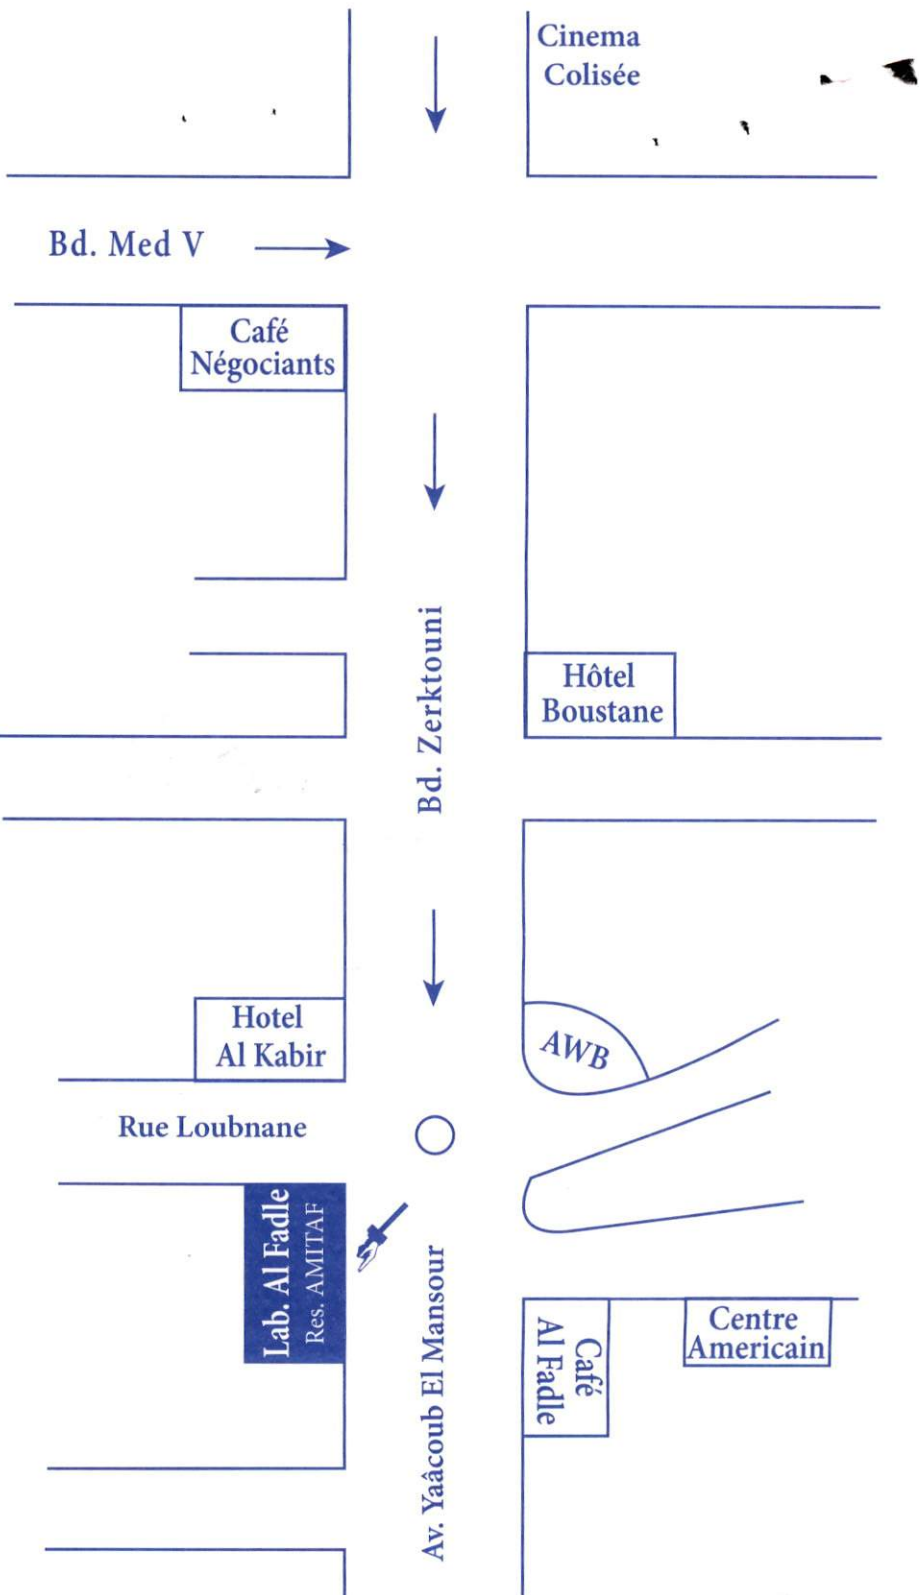 Cinema
Colisée
Bd. Med V
Café
Négociants
Bd. Zerktouni
Hôtel
Boustane
Hotel
Al Kabir
AWB
Rue Loubnane
Lab. Al Fadle
Res. AMITAF
Av. Yaâcoub El Mansour
Café
Al Fadle
Centre
Americain